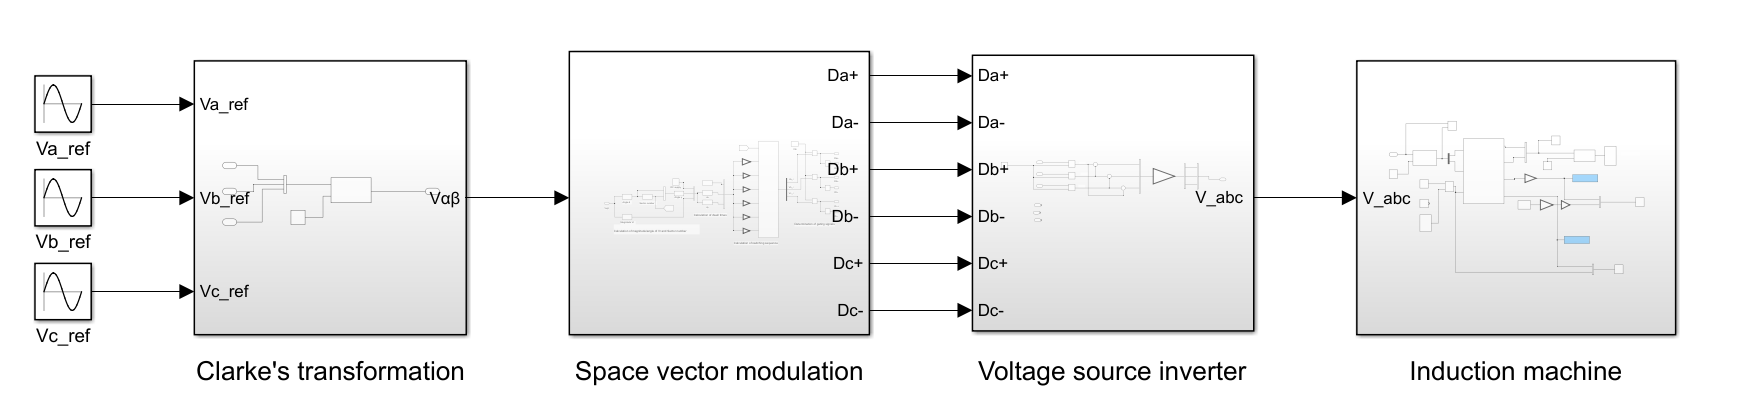 Va_ref
Vb_ref
Vc_ref
Va_ref
Vb_ref
Vc_ref
Vαβ
Clarke's transformation
Da+
Da-
Db+
Db-
Dc+
Dc-
Space vector modulation
Da+
Da-
Db+
Db-
Dc+
Dc-
V_abc
Voltage source inverter
V_abc
Induction machine